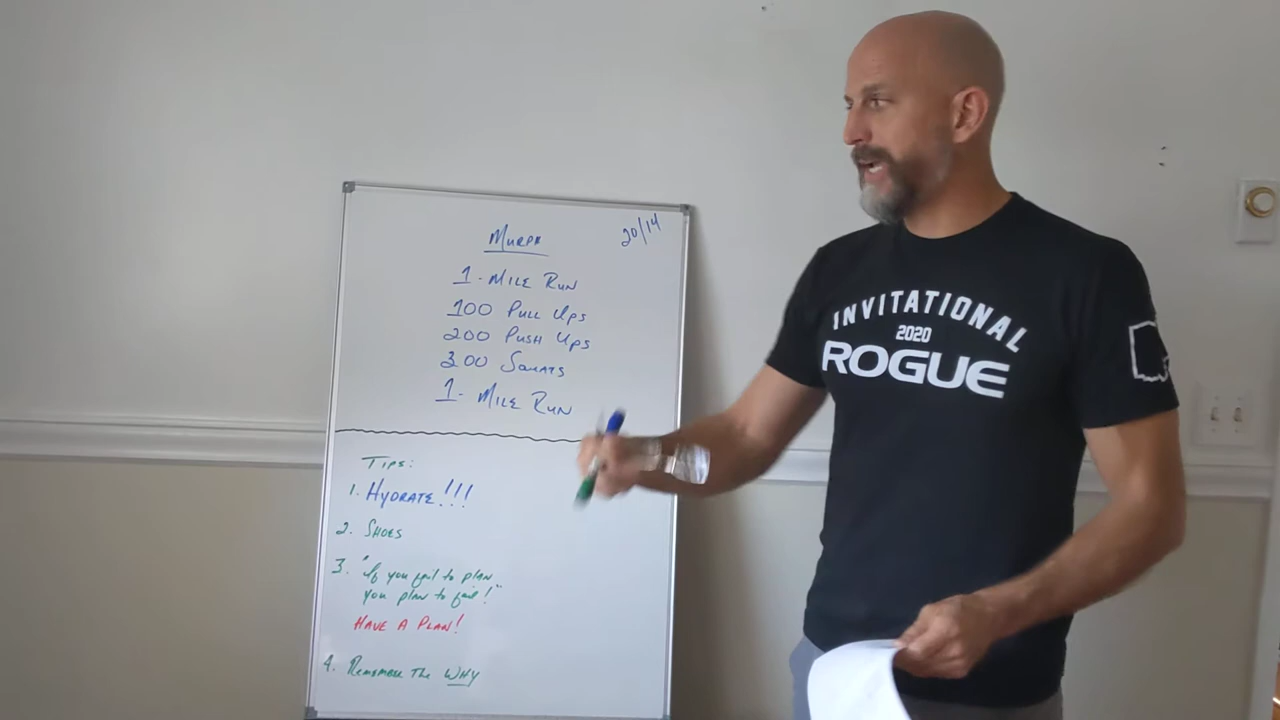 Murph
20/14
1-Mile Run
100 Pull Ups
200 Push Ups
300 Squats
1-Mile Run
Tips:
1. Hydrate!!!
2. Shoes
3. "If you fail to plan
you plan to fail!"
Have a Plan!
4. Remember the Why
INVITATIONAL
2020
ROGUE